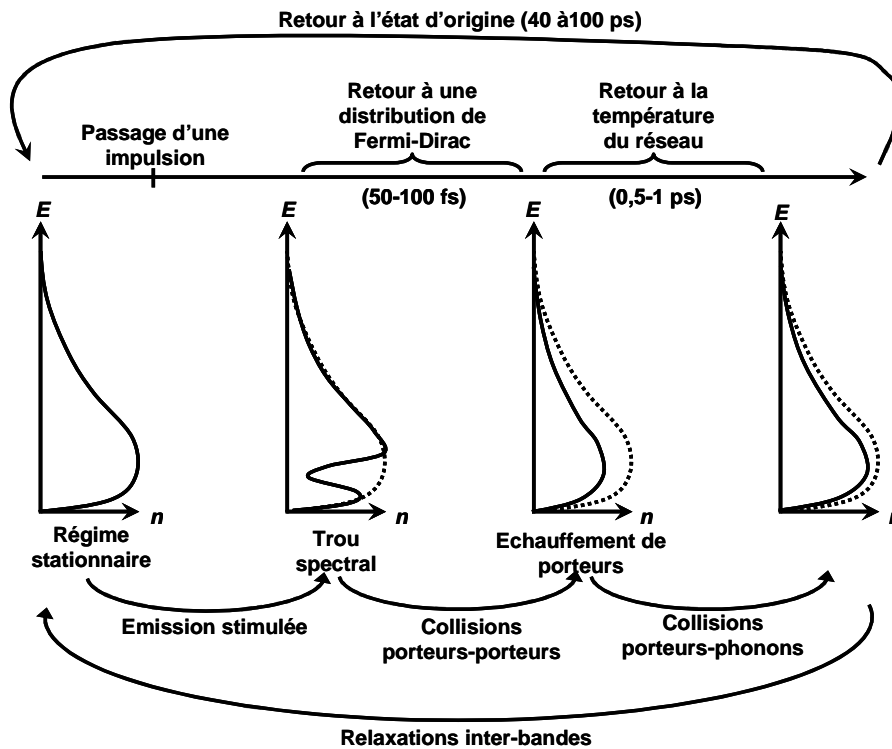 Retour à l'état d'origine (40 à100 ps)
Passage d'une
impulsion
Retour à une
distribution de
Fermi-Dirac
Retour à la
température
du réseau
(50-100 fs)
(0,5-1 ps)
E
E
E
E
n
n
n
n
Régime
stationnaire
Trou
spectral
Echauffement de
porteurs
Emission stimulée
Collisions
porteurs-porteurs
Collisions
porteurs-phonons
Relaxations inter-bandes